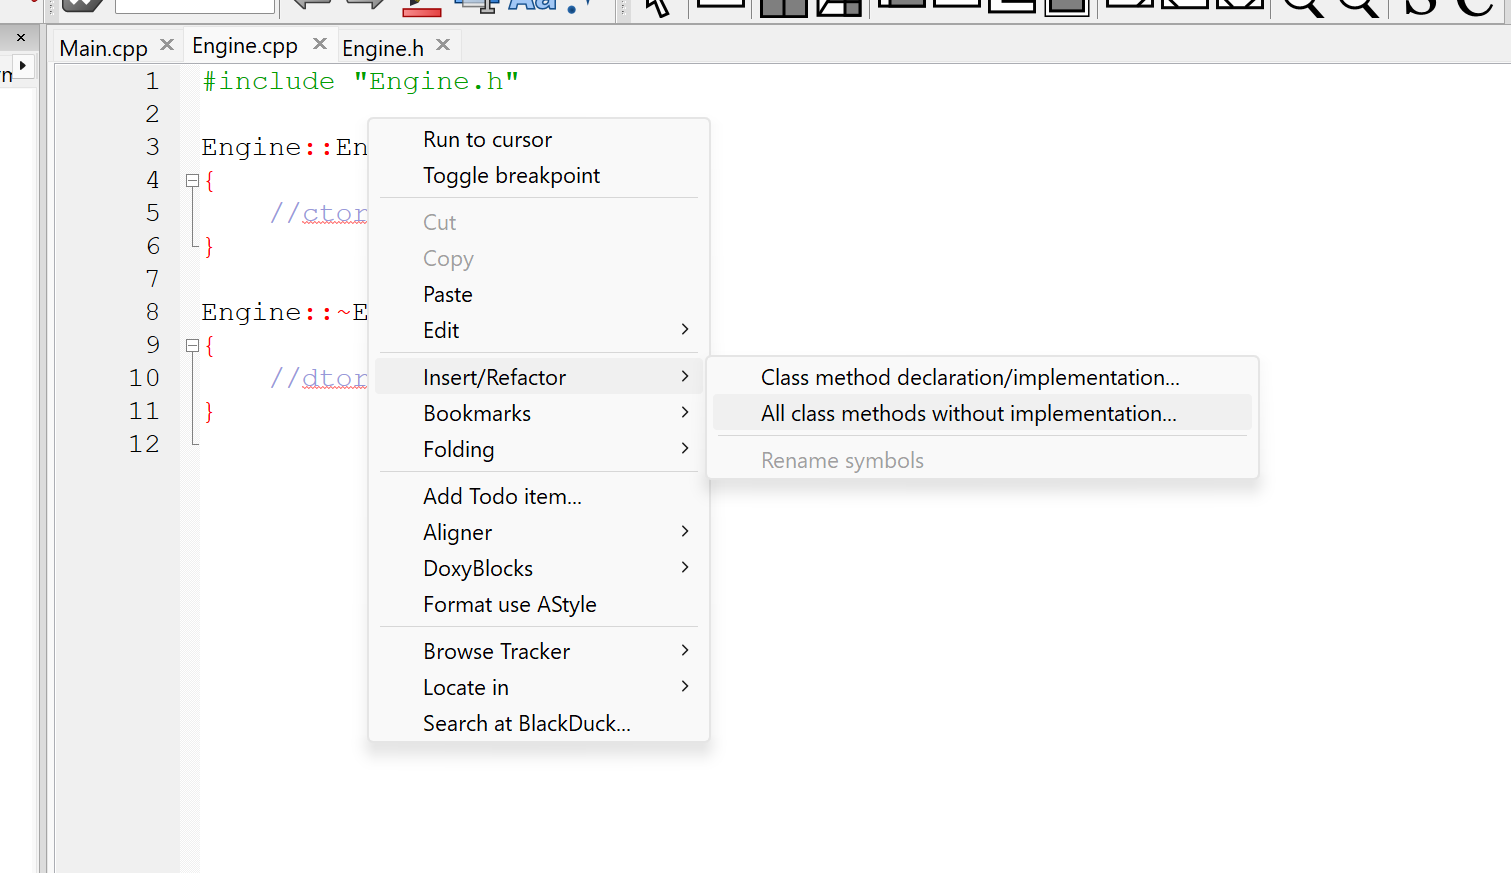 Main.cpp Engine.cpp Engine.h
1 #include "Engine.h"
2
3 Engine::En
4 {
5 //ctor
6 }
7
8 Engine::~E
9 {
10 //dtor
11 }
12
Run to cursor
Toggle breakpoint
Cut
Copy
Paste
Edit
Insert/Refactor
Bookmarks
Folding
Add Todo item...
Aligner
DoxyBlocks
Format use AStyle
Browse Tracker
Locate in
Search at BlackDuck...
Class method declaration/implementation...
All class methods without implementation...
Rename symbols